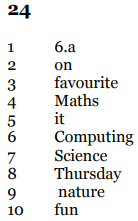 24
1 6.a
2 on
3 favourite
4 Maths
5 it
6 Computing
7 Science
8 Thursday
9 nature
10 fun